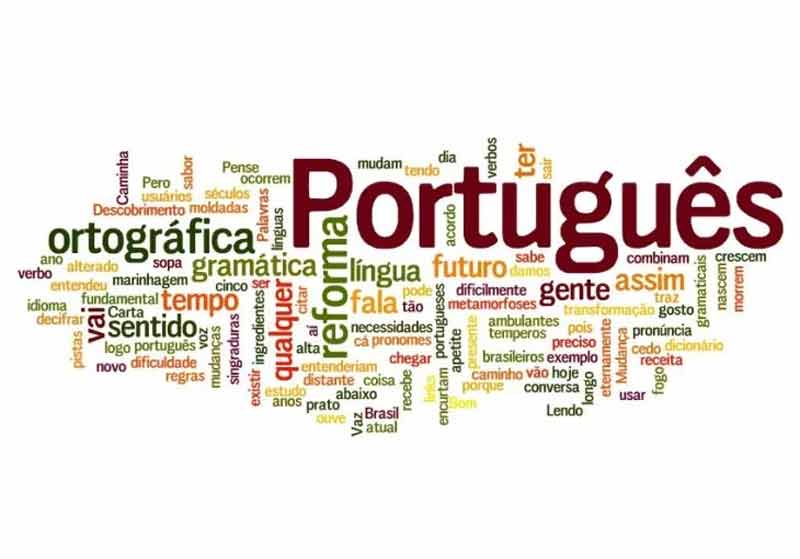 Português
ortográfica
reforma
gramática
língua
futuro
tempo
sentido
qualquer
fala
gente
assim
vai
ter
Caminha
sabor
Pense
ocorrem
Pero
usuários
séculos
Descobrimento
moldadas
Palavras
línguas
mudam
tendo
dia
verbos
sair
acordo
ano
verbo
alterado
sopa
entendeu
marinhagem
cinco
ser
citar
idioma
fundamental
decifrar
Carta
pistas
logo
português
voz
mudanças
singraduras
ingredientes
novo
dificuldade
regras
existir
aí
alta
pode
tão
necessidades
cá
pronomes
portugueses
chegar
apetite
entenderiam
distante
coisa
estudo
anos
prato
abaixo
ouve
Vaz
Brasil
atual
recebe
links
encurtam
Bom
presente
sabe
damos
combinam
crescem
dificilmente
metamorfoses
traz
gramaticais
nascem
morrem
transformação
gosto
ambulantes
temperos
pois
preciso
pronúncia
brasileiros
exemplo
eternamente
Mudança
cedo
dicionário
receita
caminho
vão
hoje
porque
conversa
longo
Lendo
usar
fogo